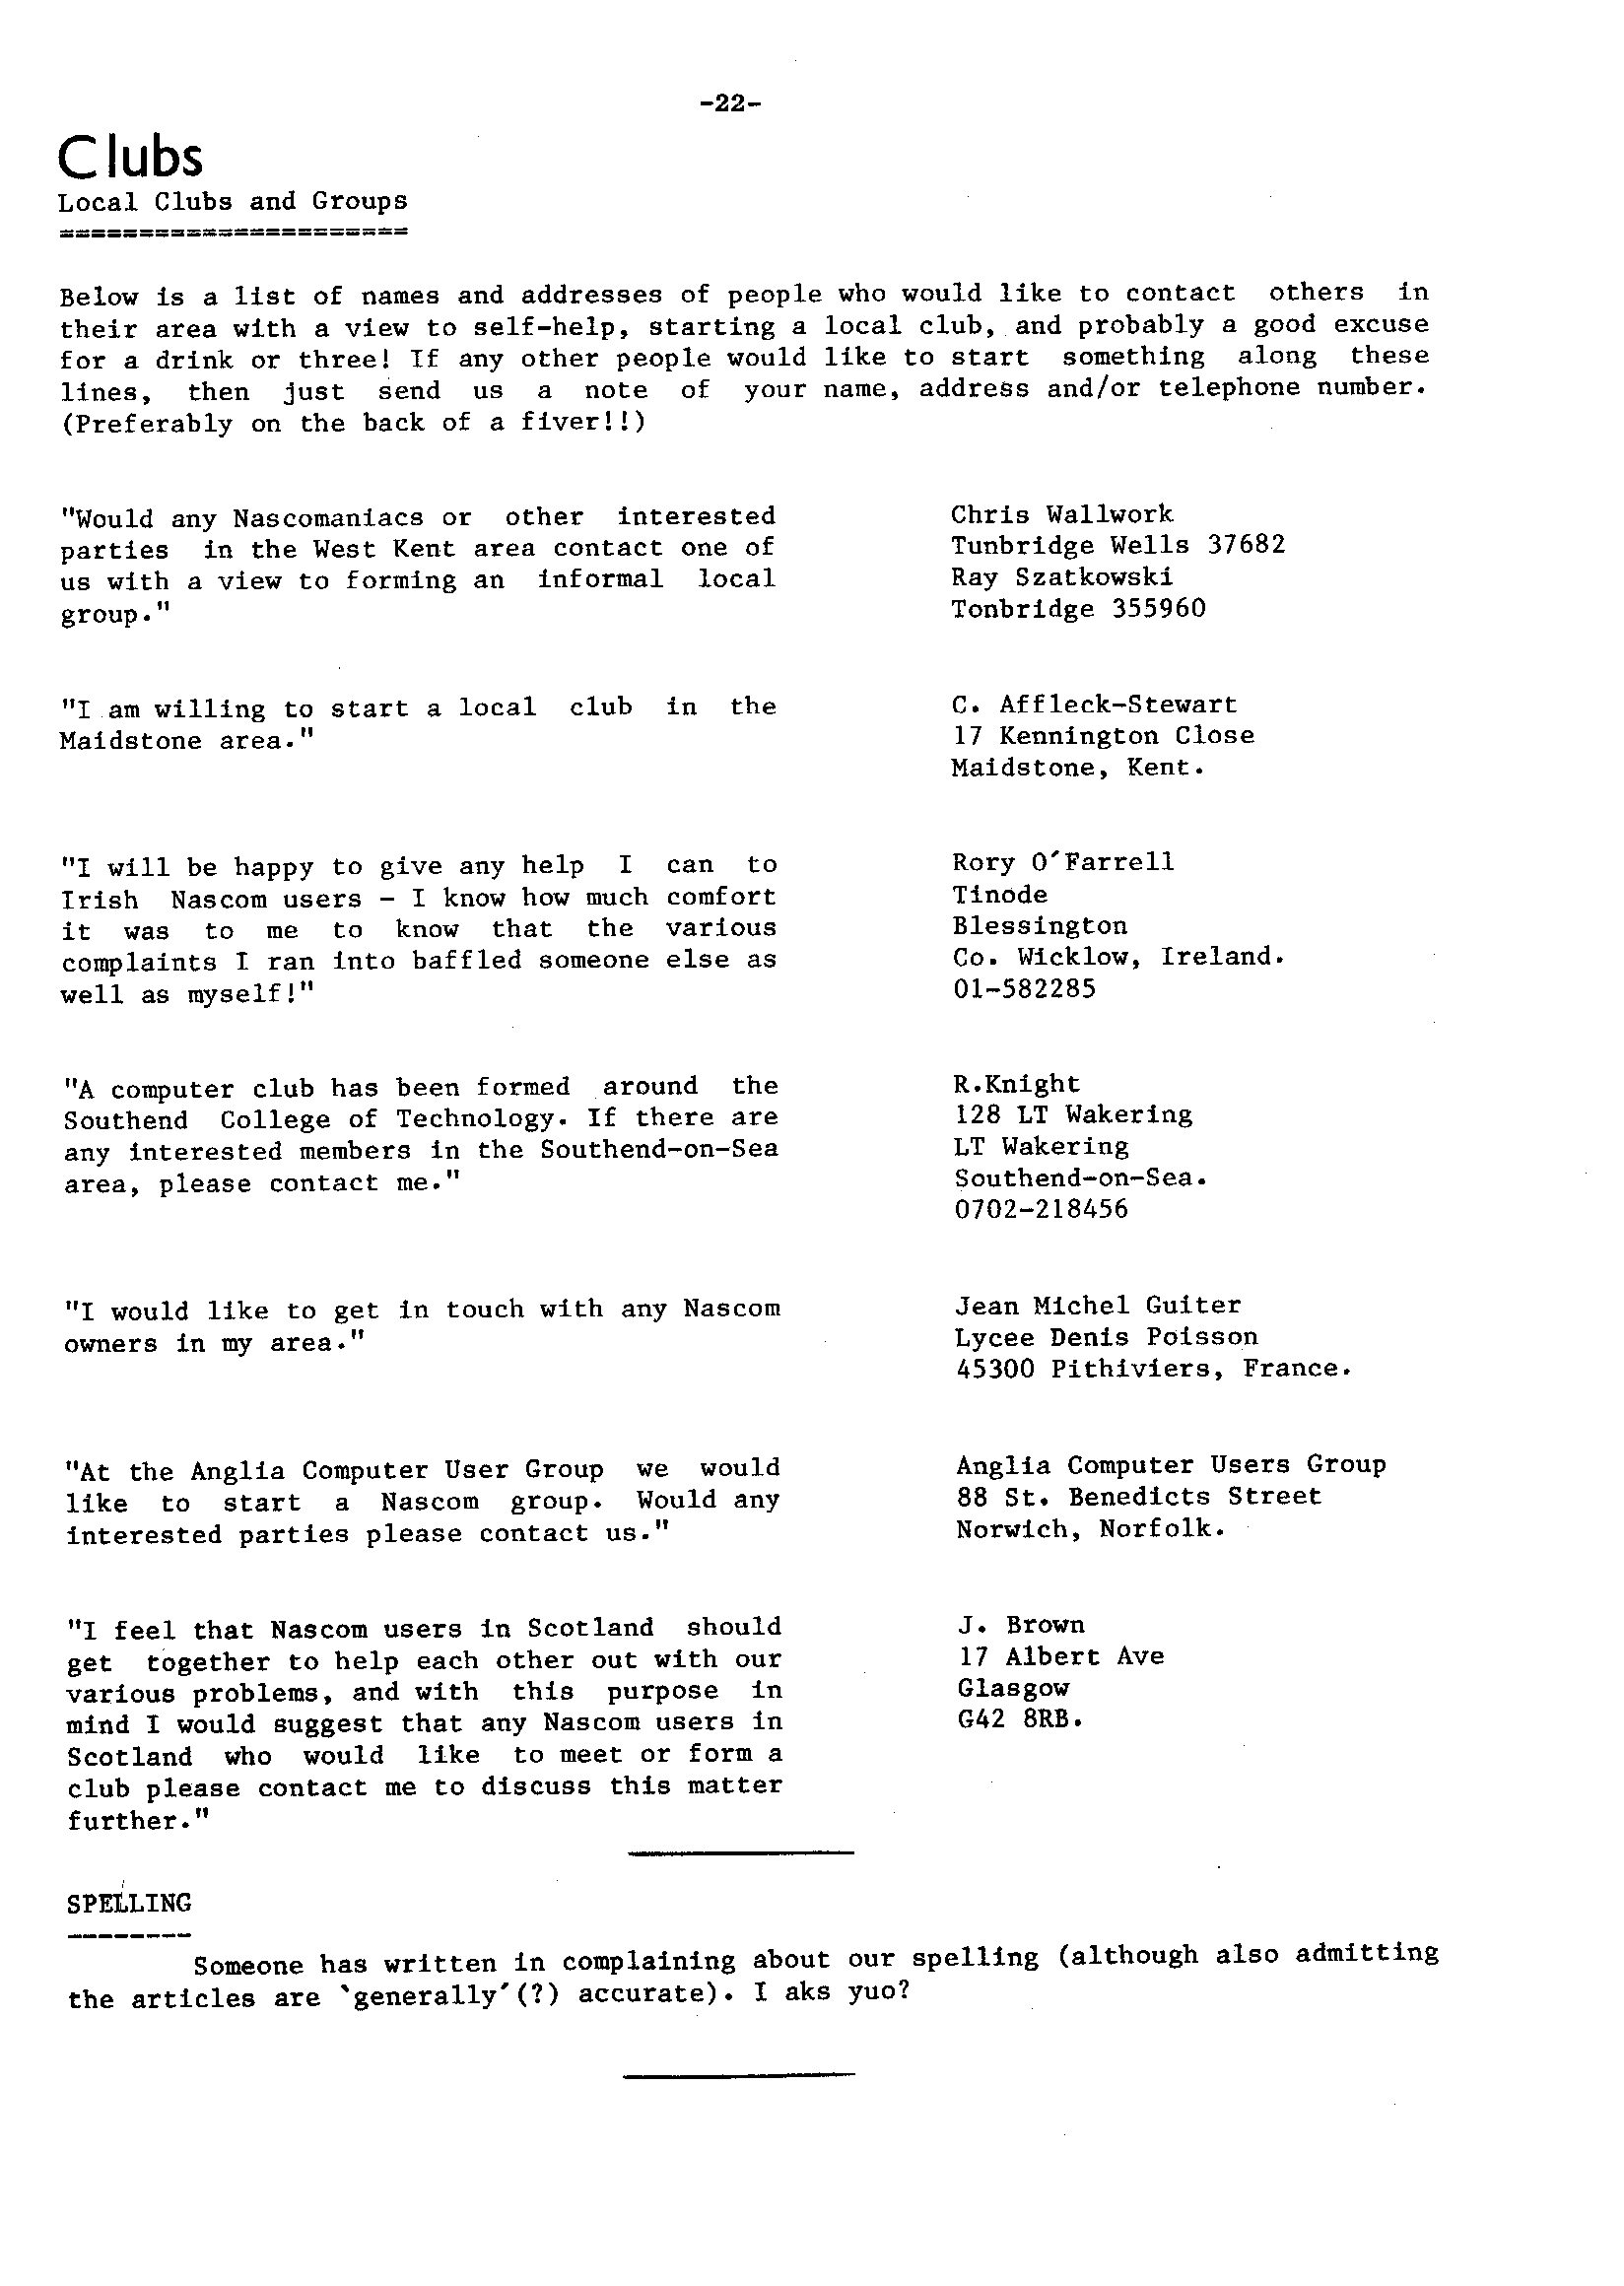 -22-
Clubs
Local Clubs and Groups
======================
Below is a list of names and addresses of people who would like to contact others in
their area with a view to self-help, starting a local club, and probably a good excuse
for a drink or three! If any other people would like to start something along these
lines, then just send us a note of your name, address and/or telephone number.
(Preferably on the back of a fiver!!)
"Would any Nascomaniacs or other interested
parties in the West Kent area contact one of
us with a view to forming an informal local
group."
Chris Wallwork
Tunbridge Wells 37682
Ray Szatkowski
Tonbridge 355960
"I am willing to start a local club in the
Maidstone area."
C. Affleck-Stewart
17 Kennington Close
Maidstone, Kent.
"I will be happy to give any help I can to
Irish Nascom users - I know how much comfort
it was to me to know that the various
complaints I ran into baffled someone else as
well as myself!"
Rory O'Farrell
Tinode
Blessington
Co. Wicklow, Ireland.
01-582285
"A computer club has been formed around the
Southend College of Technology. If there are
any interested members in the Southend-on-Sea
area, please contact me."
R.Knight
128 LT Wakering
LT Wakering
Southend-on-Sea.
0702-218456
"I would like to get in touch with any Nascom
owners in my area."
Jean Michel Guiter
Lycee Denis Poisson
45300 Pithiviers, France.
"At the Anglia Computer User Group we would
like to start a Nascom group. Would any
interested parties please contact us."
Anglia Computer Users Group
88 St. Benedicts Street
Norwich, Norfolk.
"I feel that Nascom users in Scotland should
get together to help each other out with our
various problems, and with this purpose in
mind I would suggest that any Nascom users in
Scotland who would like to meet or form a
club please contact me to discuss this matter
further."
J. Brown
17 Albert Ave
Glasgow
G42 8RB.
SPELLING
--------
Someone has written in complaining about our spelling (although also admitting
the articles are `generally'(?) accurate). I aks yuo?